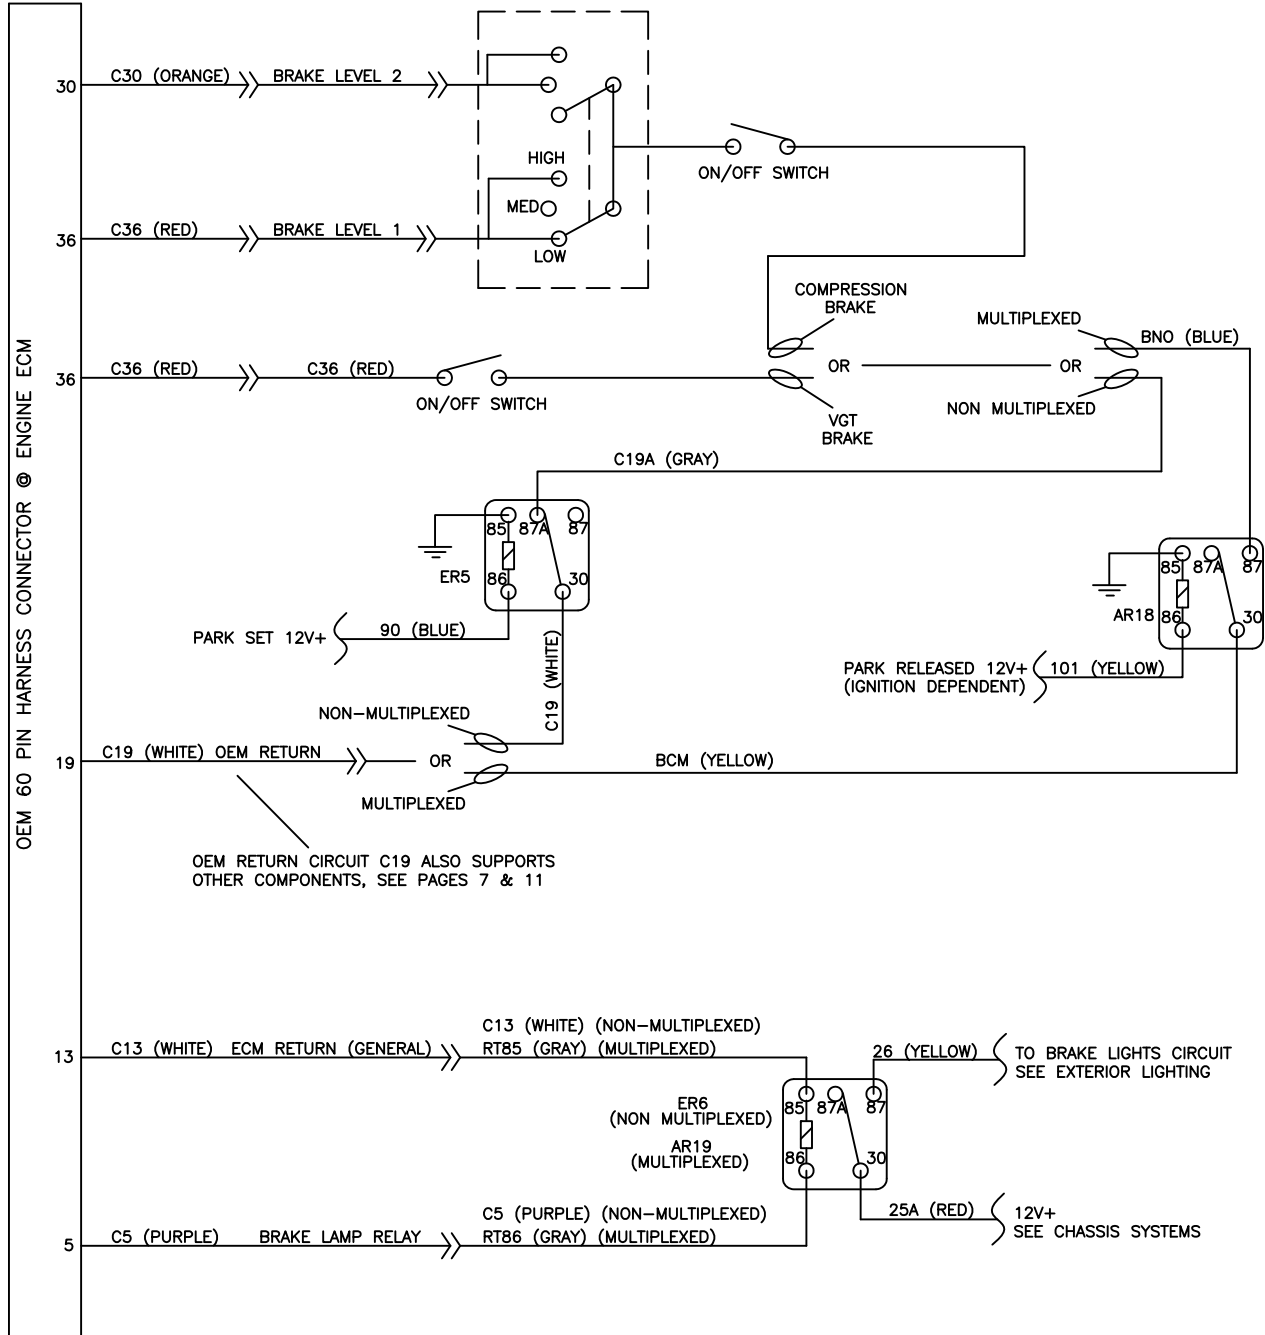 OEM 60 PIN HARNESS CONNECTOR @ ENGINE ECM
30
C30 (ORANGE)
BRAKE LEVEL 2
HIGH
MED
LOW
ON/OFF SWITCH
36
C36 (RED)
BRAKE LEVEL 1
COMPRESSION
BRAKE
MULTIPLEXED
BNO (BLUE)
36
C36 (RED)
C36 (RED)
ON/OFF SWITCH
OR
OR
VGT
BRAKE
NON MULTIPLEXED
C19A (GRAY)
85
87A
87
ER5
86
30
PARK SET 12V+
90 (BLUE)
C19 (WHITE)
85
87A
87
AR18
86
30
PARK RELEASED 12V+
(IGNITION DEPENDENT)
101 (YELLOW)
NON-MULTIPLEXED
19
C19 (WHITE) OEM RETURN
OR
BCM (YELLOW)
MULTIPLEXED
OEM RETURN CIRCUIT C19 ALSO SUPPORTS
OTHER COMPONENTS, SEE PAGES 7 & 11
C13 (WHITE) (NON-MULTIPLEXED)
13
C13 (WHITE)
ECM RETURN (GENERAL)
RT85 (GRAY) (MULTIPLEXED)
26 (YELLOW)
TO BRAKE LIGHTS CIRCUIT
SEE EXTERIOR LIGHTING
ER6
(NON MULTIPLEXED)
AR19
(MULTIPLEXED)
85
87A
87
86
30
C5 (PURPLE) (NON-MULTIPLEXED)
25A (RED)
12V+
SEE CHASSIS SYSTEMS
5
C5 (PURPLE)
BRAKE LAMP RELAY
RT86 (GRAY) (MULTIPLEXED)